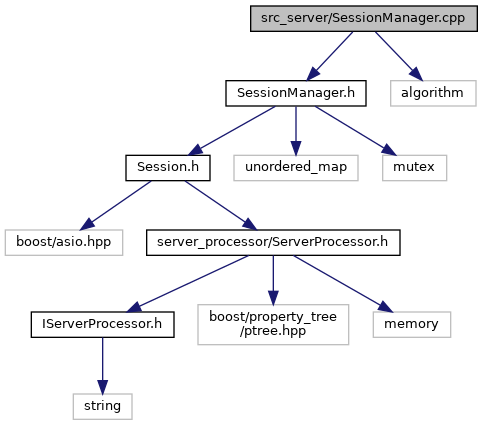 src_server/SessionManager.cpp
SessionManager.h
algorithm
Session.h
unordered_map
mutex
boost/asio.hpp
server_processor/ServerProcessor.h
IServerProcessor.h
boost/property_tree
/ptree.hpp
memory
string